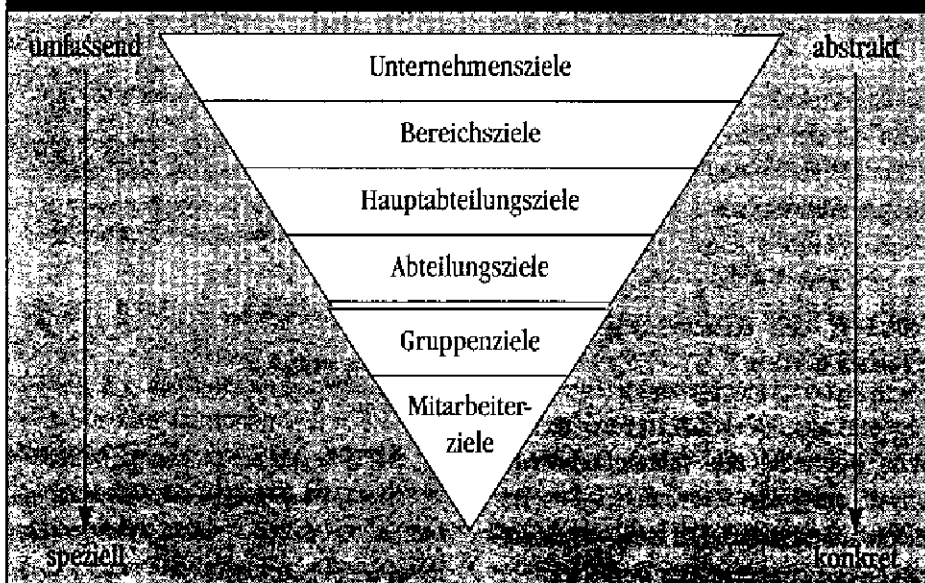 umfassend
abstrakt
Unternehmensziele
Bereichsziele
Hauptabteilungsziele
Abteilungsziele
Gruppenziele
Mitarbeiter-
ziele
speziell
konkret